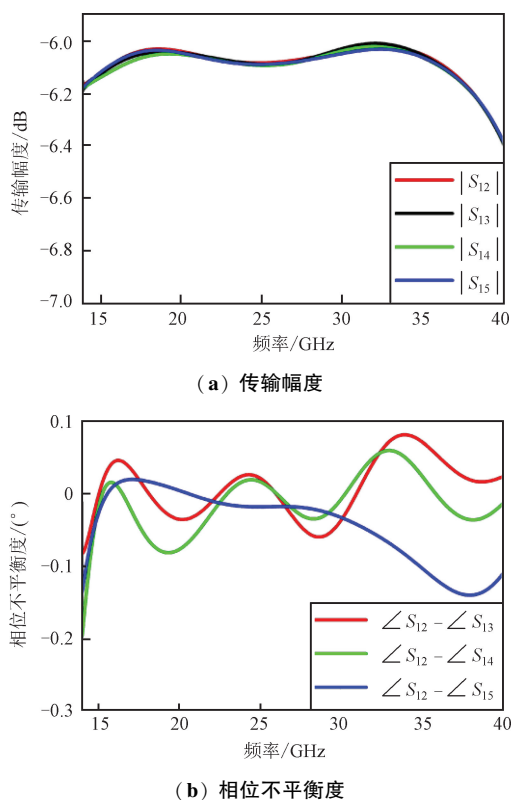 −6.0
−6.2
−6.4
−6.6
−6.8
−7.0
传输幅度/dB
|S12|
|S13|
|S14|
|S15|
15 20 25 30 35 40
频率/GHz
(a) 传输幅度
0.1
0
−0.1
−0.2
−0.3
相位不平衡度/(°)
∠S12−∠S13
∠S12−∠S14
∠S12−∠S15
15 20 25 30 35 40
频率/GHz
(b) 相位不平衡度